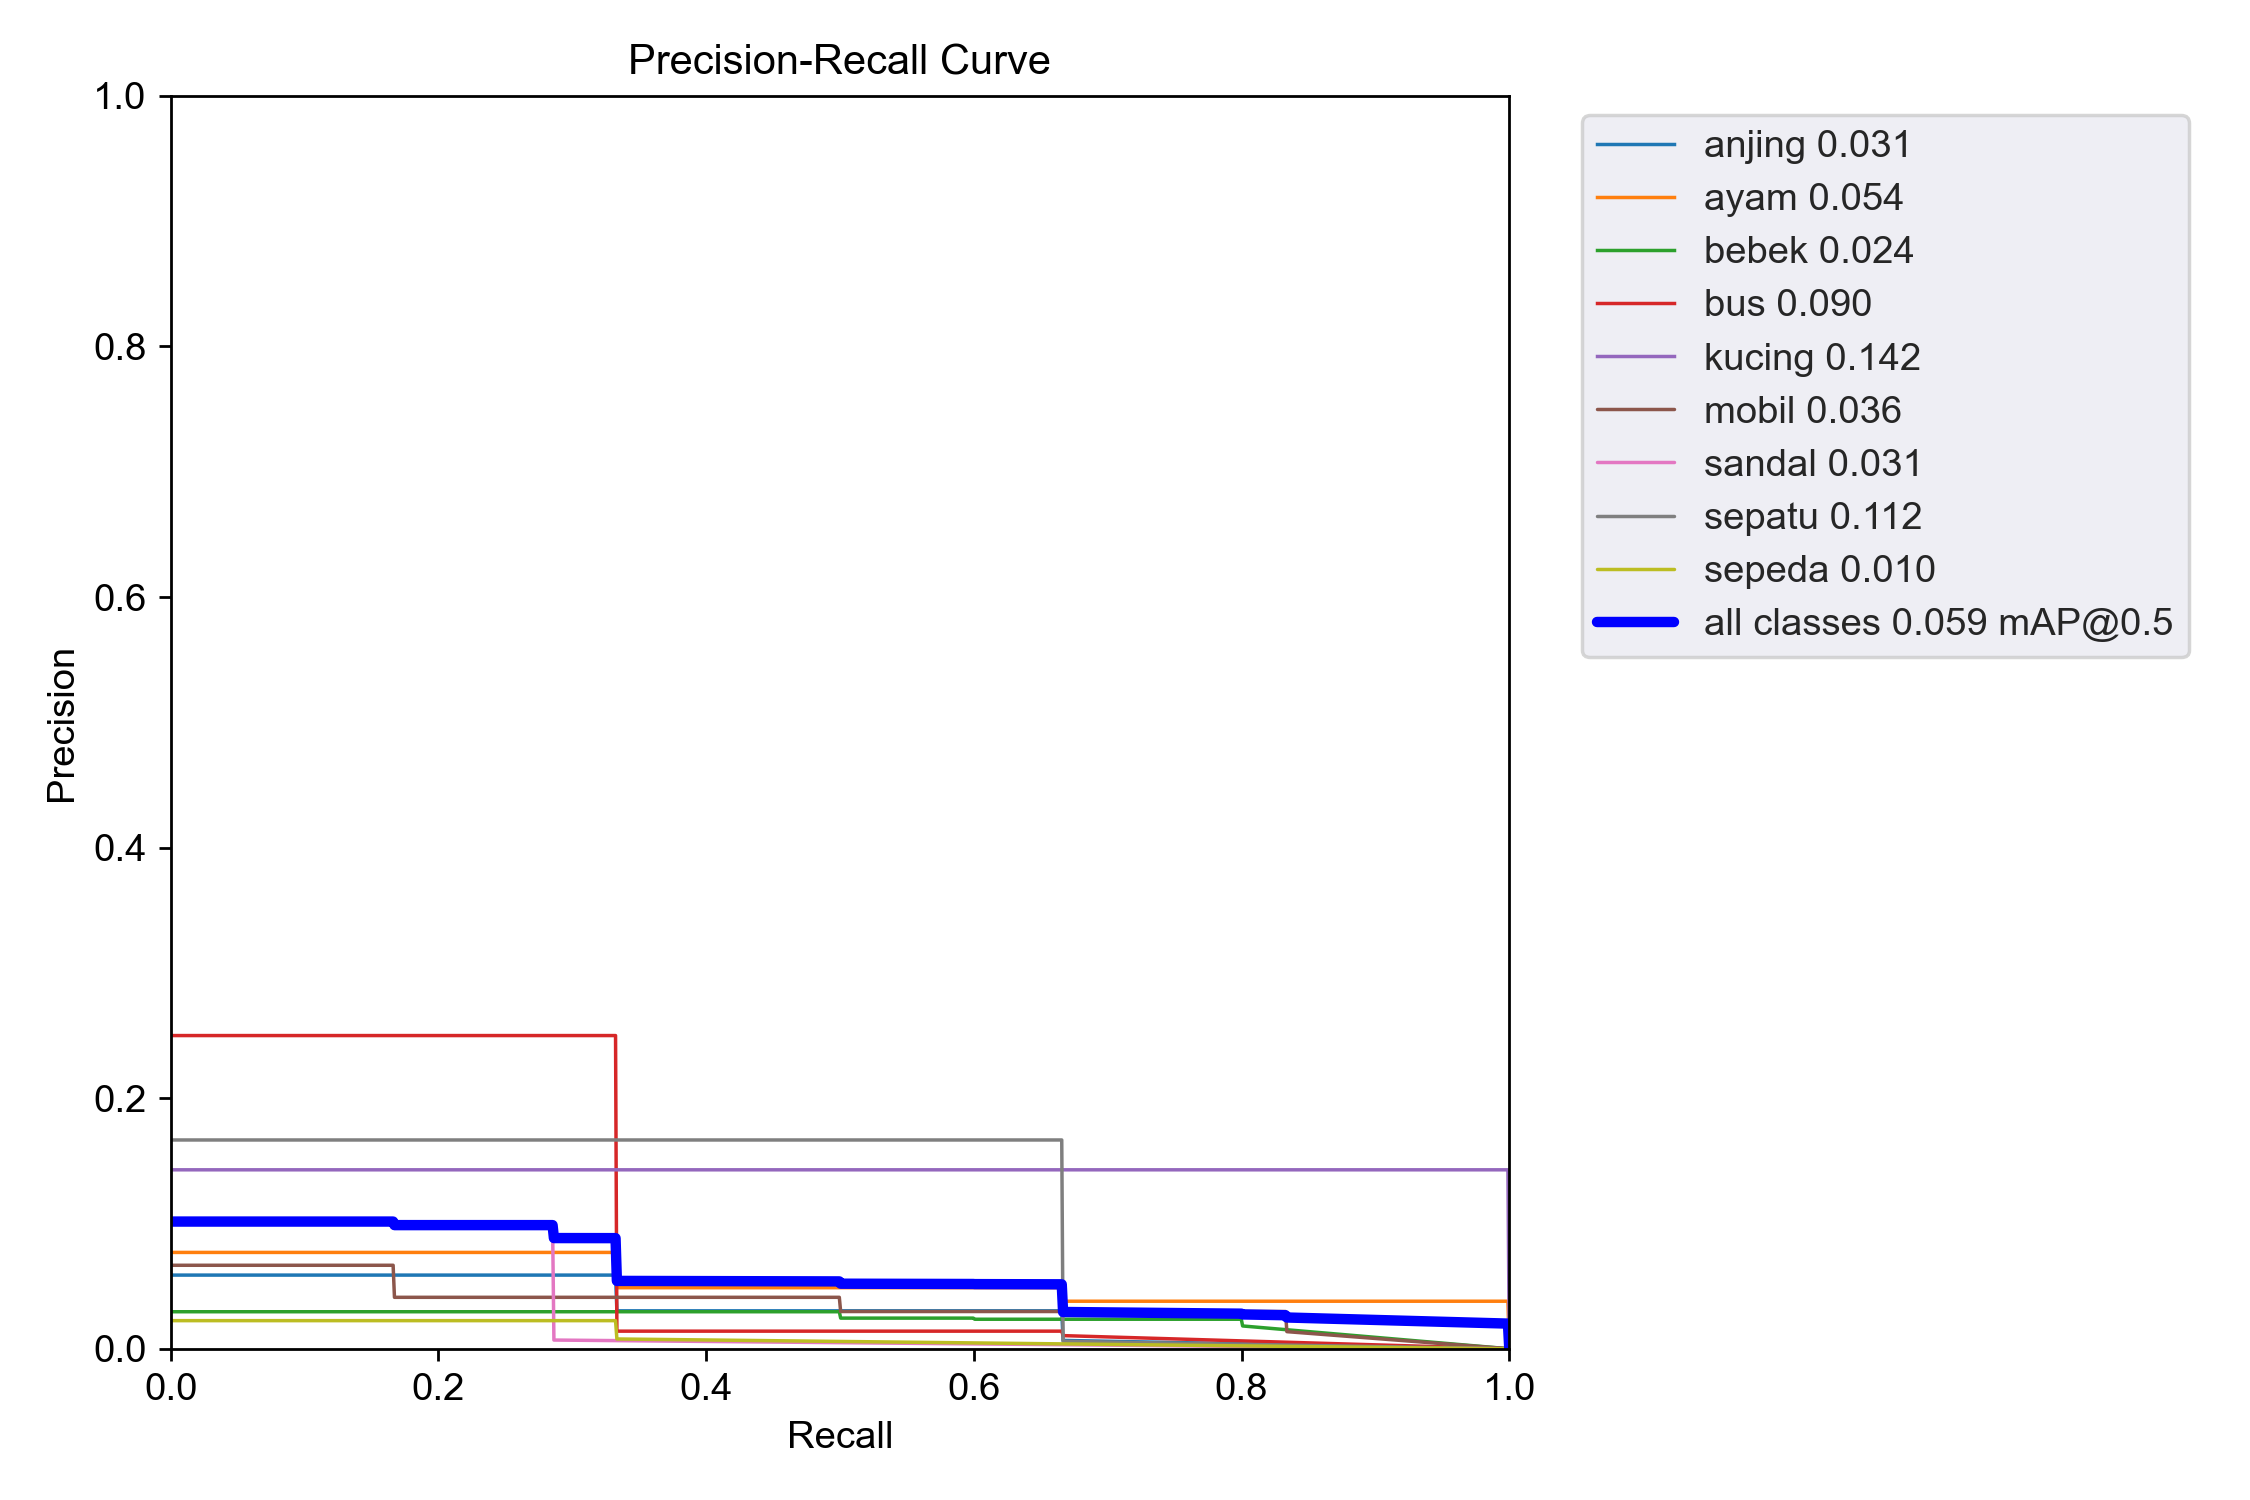 Precision-Recall Curve
1.0
0.8
0.6
0.4
0.2
0.0
Precision
0.0 0.2 0.4 0.6 0.8 1.0
Recall
anjing 0.031
ayam 0.054
bebek 0.024
bus 0.090
kucing 0.142
mobil 0.036
sandal 0.031
sepatu 0.112
sepeda 0.010
all classes 0.059 mAP@0.5